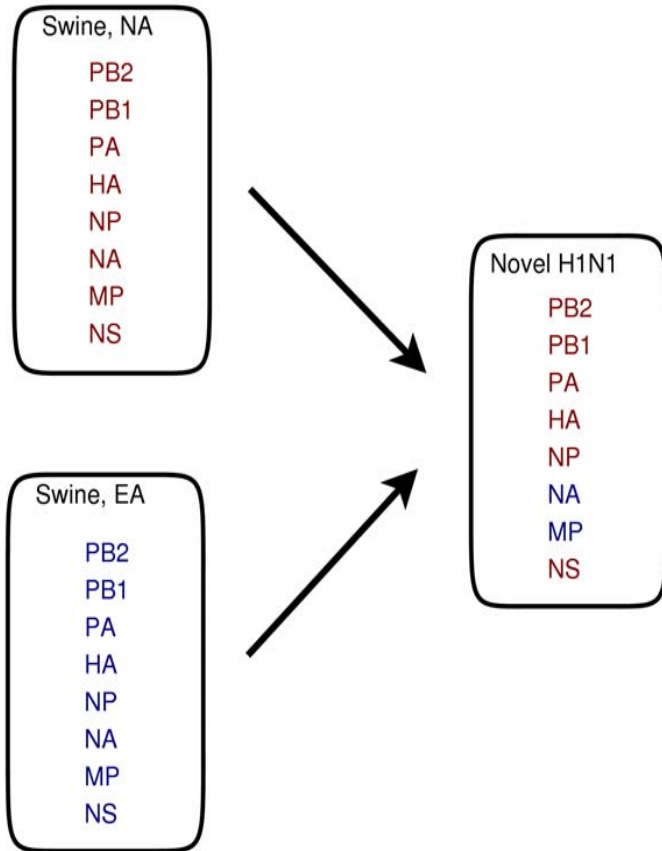 Swine, NA
PB2
PB1
PA
HA
NP
NA
MP
NS
Swine, EA
PB2
PB1
PA
HA
NP
NA
MP
NS
Novel H1N1
PB2
PB1
PA
HA
NP
NA
MP
NS